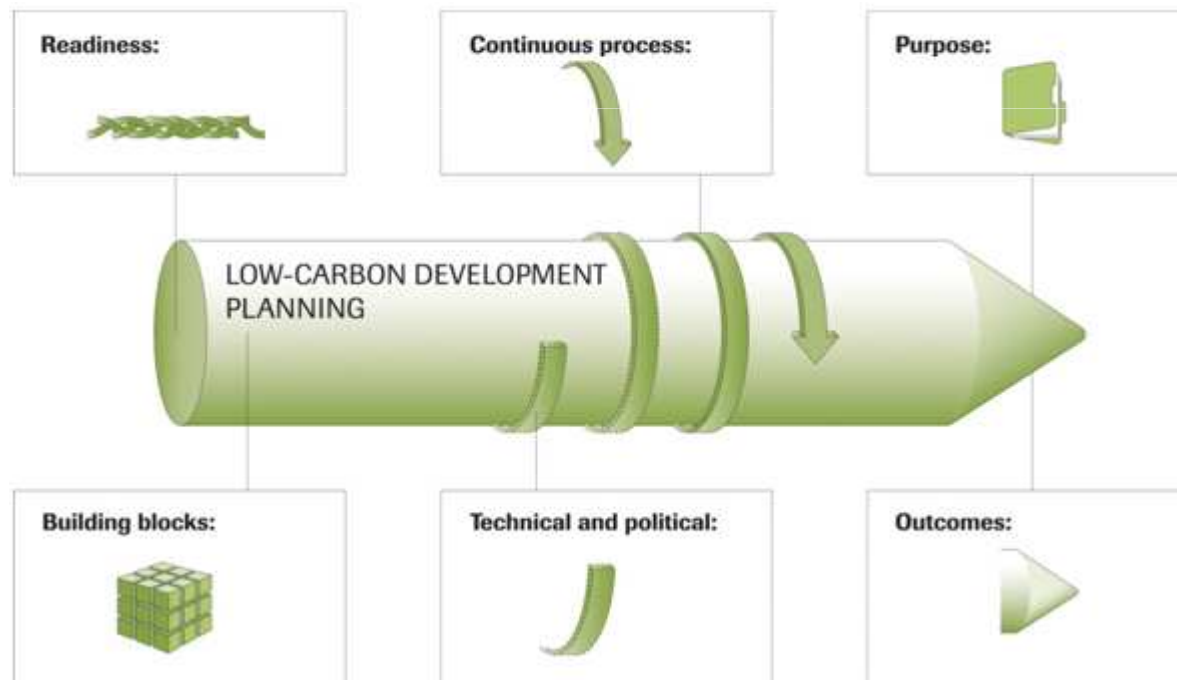 Readiness:
Continuous process:
Purpose:
LOW-CARBON DEVELOPMENT
PLANNING
Building blocks:
Technical and political:
Outcomes: